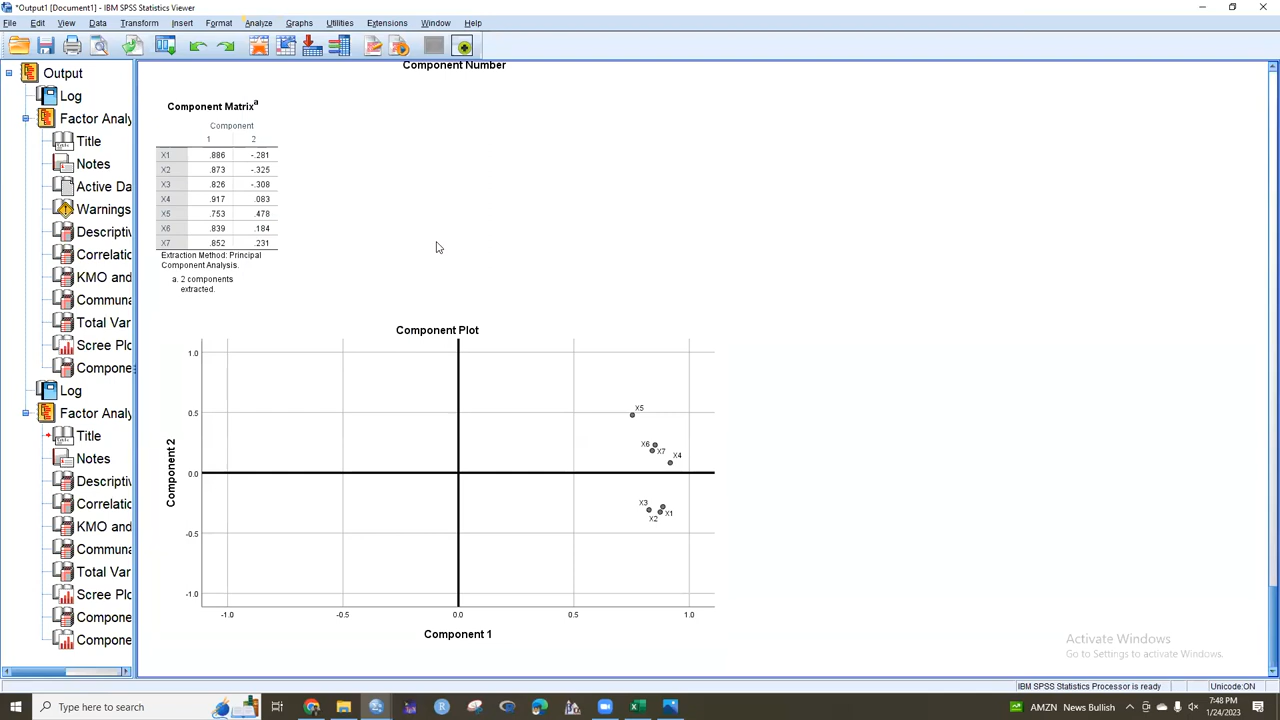 *Output1 [Document1] - IBM SPSS Statistics Viewer
File Edit View Data Transform Insert Format Analyze Graphs Utilities Extensions Window Help
Output
Log
Factor Analy
Title
Notes
Active Da
Warnings
Descriptiv
Correlation
KMO and
Communa
Total Var
Scree Plo
Compone
Log
Factor Analy
Title
Notes
Descriptiv
Correlation
KMO and
Communa
Total Var
Scree Plo
Compone
Compone
Component Number
Component Matrixa
Component
1 2
X1 .886 -.281
X2 .873 -.325
X3 .826 -.308
X4 .917 .083
X5 .753 .478
X6 .839 .184
X7 .852 .231
Extraction Method: Principal
Component Analysis.
a. 2 components
extracted.
Component Plot
1.0
0.5
0.0
-0.5
-1.0
Component 2
X5
X6
X7
X4
X3
X2
X1
-1.0 -0.5 0.0 0.5 1.0
Component 1
Activate Windows
Go to Settings to activate Windows.
IBM SPSS Statistics Processor is ready
Unicode:ON
Type here to search
AMZN News Bullish
7:48 PM
1/24/2023